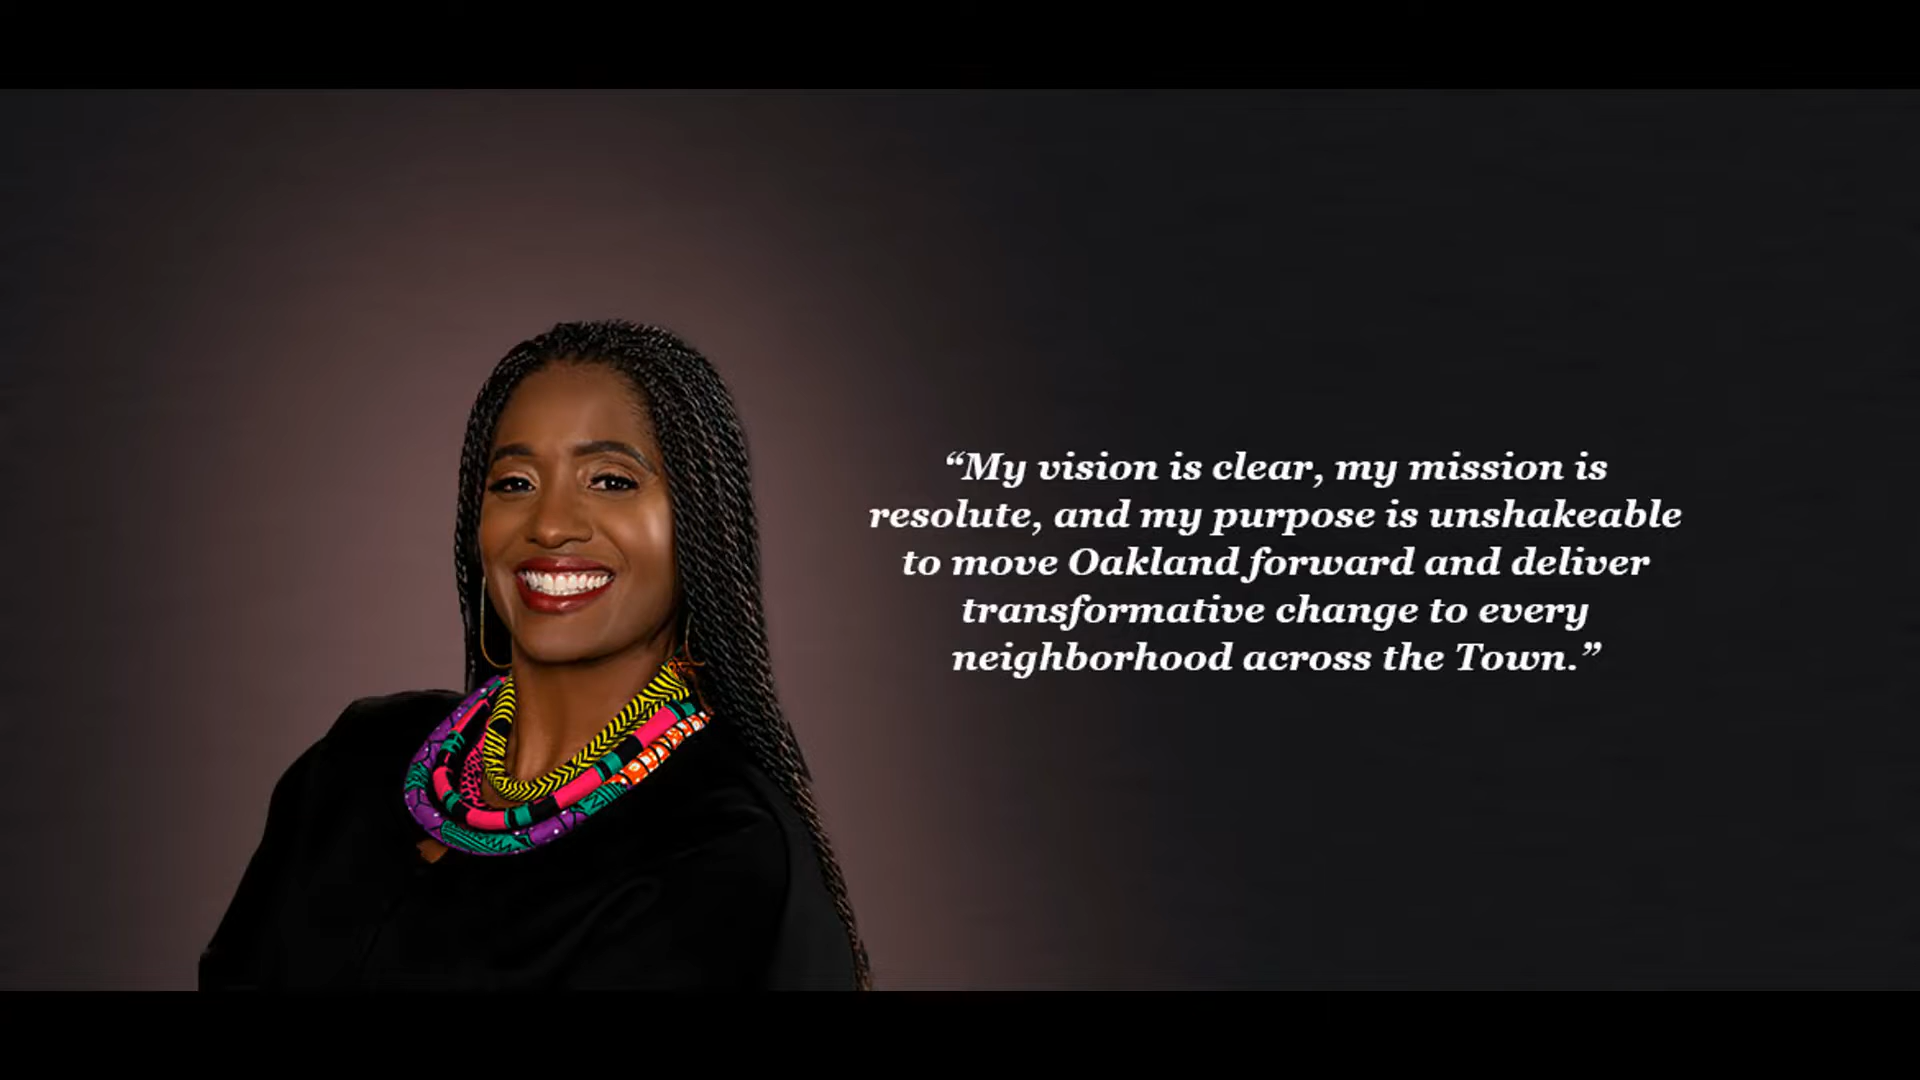 “My vision is clear, my mission is
resolute, and my purpose is unshakeable
to move Oakland forward and deliver
transformative change to every
neighborhood across the Town.”